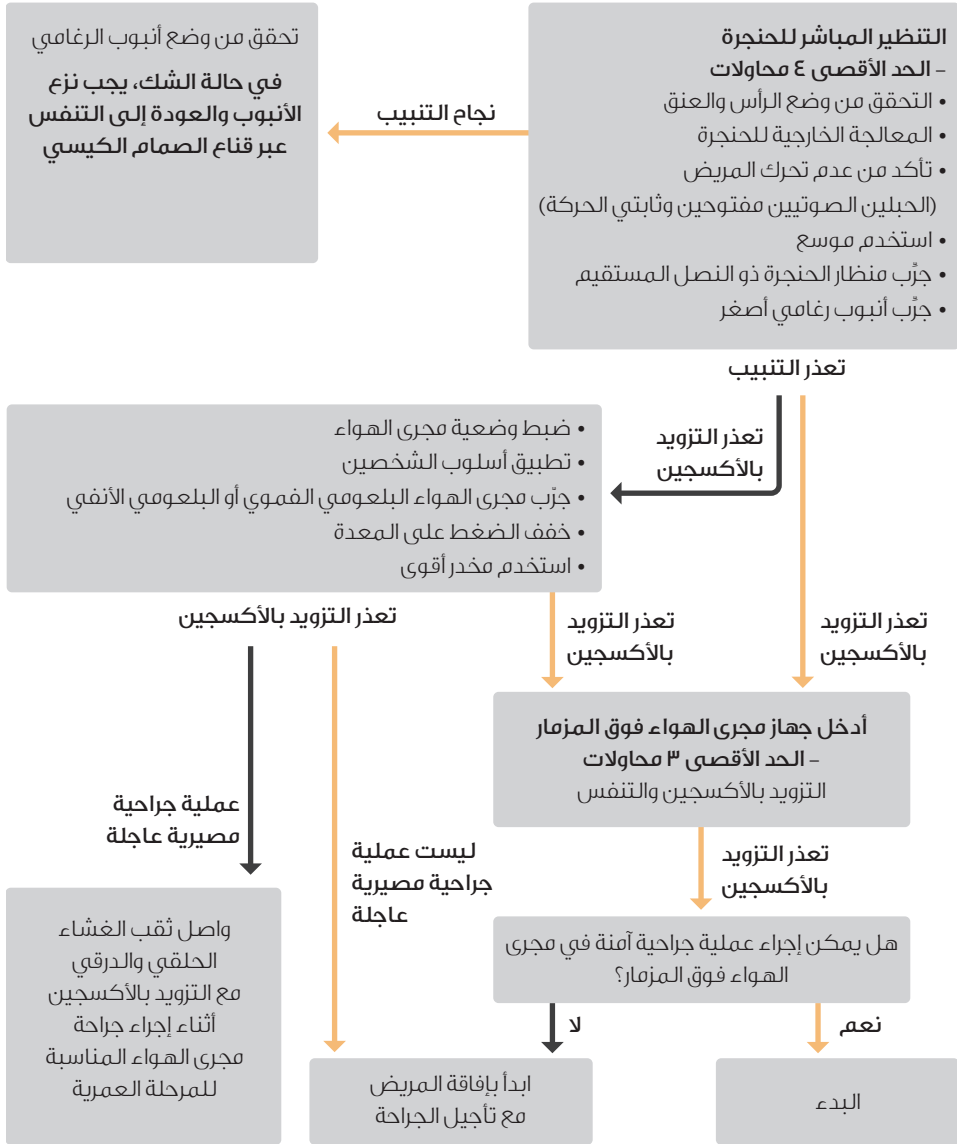 التنظير المباشر للحنجرة
– الحد الأقصى ٤ محاولات
• التحقق من وضع الرأس والعنق
• المعالجة الخارجية للحنجرة
• تأكد من عدم تحرك المريض
(الحبلين الصوتيين مفتوحين وثابتي الحركة)
• استخدم موسع
• جرِّب منظار الحنجرة ذو النصل المستقيم
• جرِّب أنبوب رغامي أصغر
نجاح التنبيب
تحقق من وضع أنبوب الرغامي
في حالة الشك، يجب نزع
الأنبوب والعودة إلى التنفس
عبر قناع الصمام الكيسي
تعذر التنبيب
تعذر التزويد
بالأكسجين
• ضبط وضعية مجرى الهواء
• تطبيق أسلوب الشخصين
• جرّب مجرى الهواء البلعومي الفموي أو البلعومي الأنفي
• خفف الضغط على المعدة
• استخدم مخدر أقوى
تعذر التزويد
بالأكسجين
تعذر التزويد
بالأكسجين
تعذر التزويد بالأكسجين
أدخل جهاز مجرى الهواء فوق المزمار
– الحد الأقصى ٣ محاولات
التزويد بالأكسجين والتنفس
عملية جراحية
مصيرية عاجلة
ليست عملية
جراحية مصيرية
عاجلة
تعذر التزويد
بالأكسجين
هل يمكن إجراء عملية جراحية آمنة في مجرى
الهواء فوق المزمار؟
نعم
لا
البدء
ابدأ بإفاقة المريض
مع تأجيل الجراحة
واصل ثقب الغشاء
الحلقي والدرقي
مع التزويد بالأكسجين
أثناء إجراء جراحة
مجرى الهواء المناسبة
للمرحلة العمرية